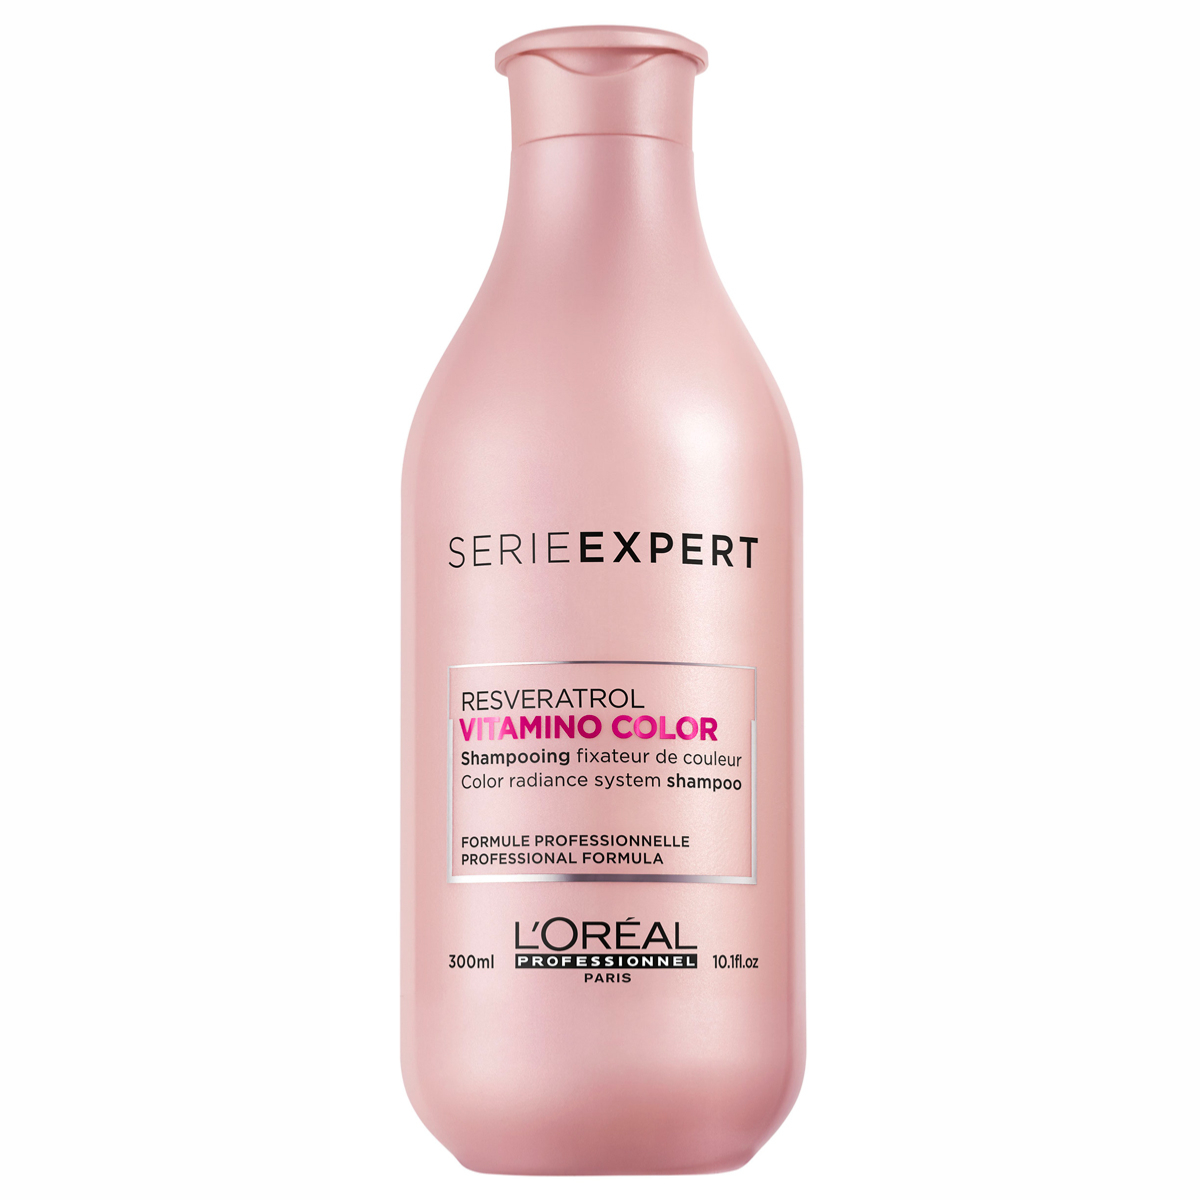 SERIEEXPERT
RESVERATROL
VITAMINO COLOR
Shampooing fixateur de couleur
Color radiance system shampoo
FORMULE PROFESSIONNELLE
PROFESSIONAL FORMULA
L'ORÉAL
PROFESSIONNEL
PARIS
300ml 10.1fl.oz